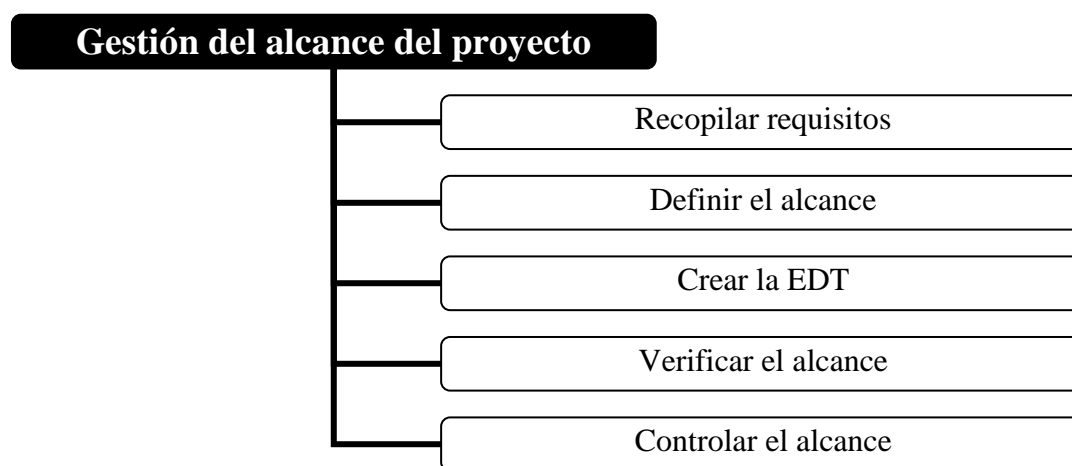 Gestión del alcance del proyecto
Recopilar requisitos
Definir el alcance
Crear la EDT
Verificar el alcance
Controlar el alcance